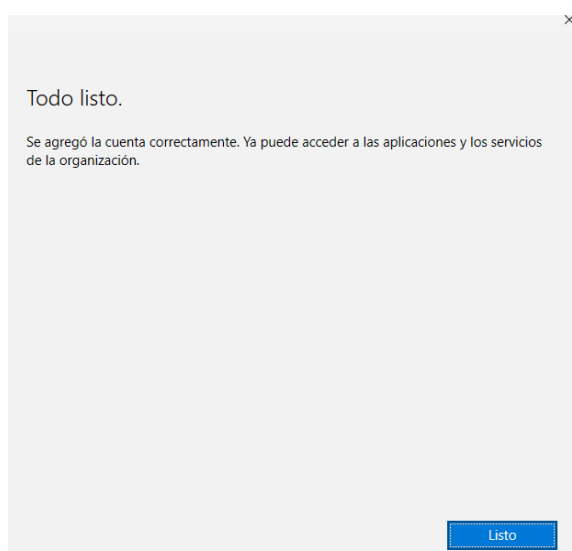 Todo listo.
Se agregó la cuenta correctamente. Ya puede acceder a las aplicaciones y los servicios
de la organización.
Listo